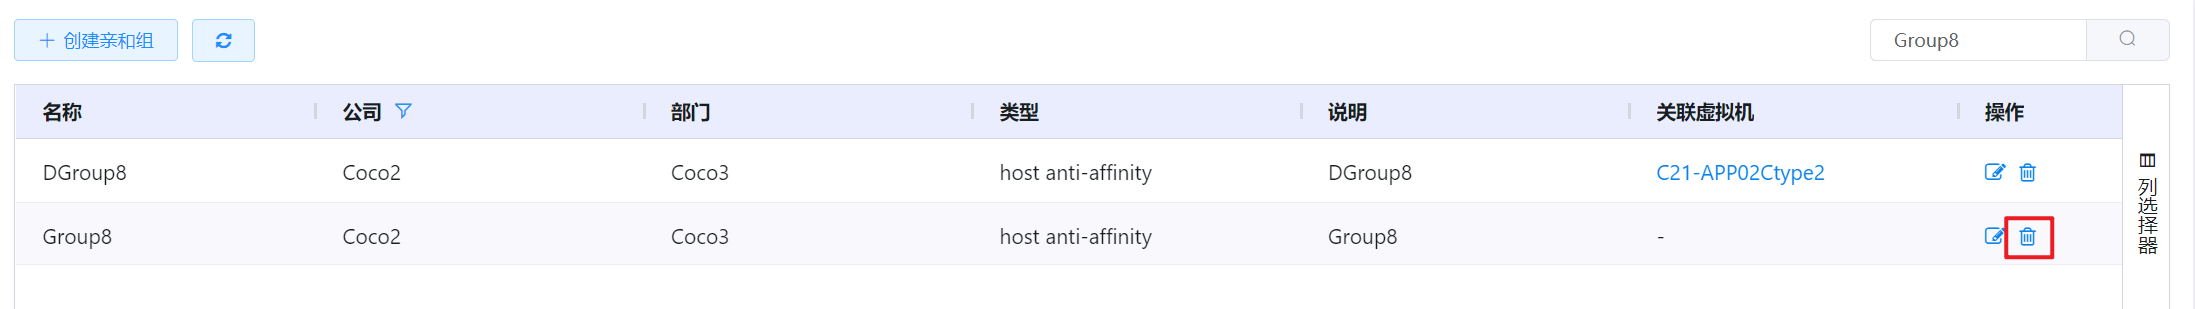 创建亲和组
Group8
名称 公司 部门 类型 说明 关联虚拟机 操作
DGroup8 Coco2 Coco3 host anti-affinity DGroup8 C21-APP02Ctype2
Group8 Coco2 Coco3 host anti-affinity Group8 -
列选择器